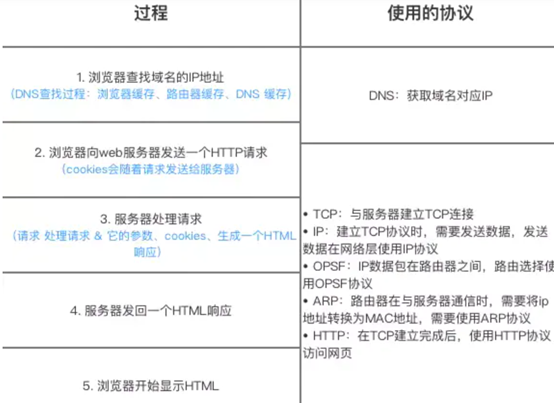 过程
使用的协议
1. 浏览器查找域名的IP地址
（DNS查找过程：浏览器缓存、路由器缓存、DNS 缓存）
DNS：获取域名对应IP
2. 浏览器向web服务器发送一个HTTP请求
（cookies会随着请求发送给服务器）
3. 服务器处理请求
（请求 处理请求 & 它的参数、cookies、生成一个HTML
响应）
4. 服务器发回一个HTML响应
5. 浏览器开始显示HTML
• TCP：与服务器建立TCP连接
• IP：建立TCP协议时，需要发送数据，发送
数据在网络层使用IP协议
• OPSF：IP数据包在路由器之间，路由选择使
用OPSF协议
• ARP：路由器在与服务器通信时，需要将ip
地址转换为MAC地址，需要使用ARP协议
• HTTP：在TCP建立完成后，使用HTTP协议
访问网页